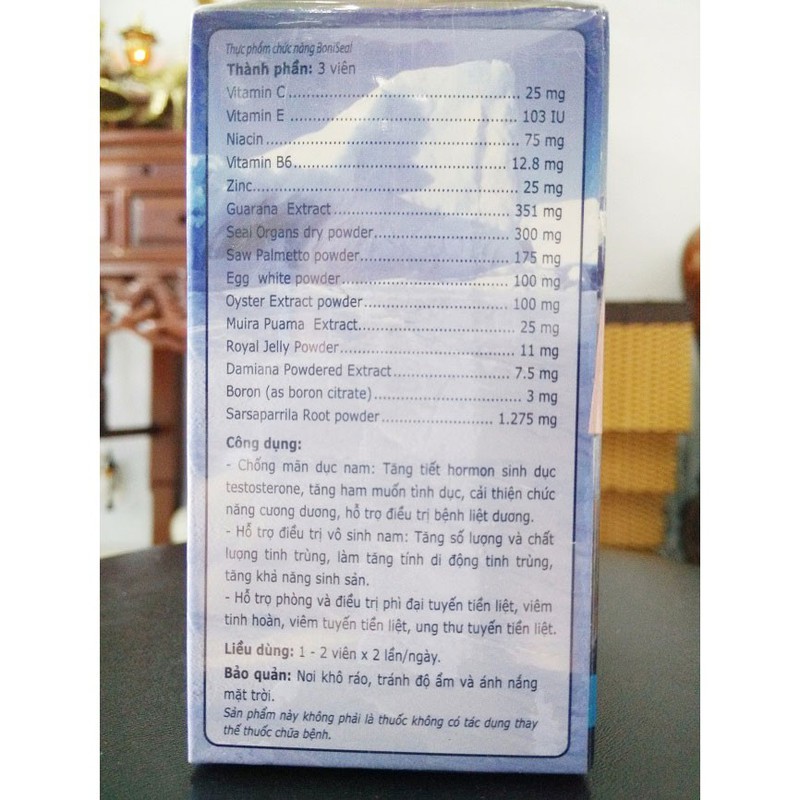 Thực phẩm chức năng BoniSeal
Thành phần: 3 viên
Vitamin C........................................ 25 mg
Vitamin E ....................................... 103 IU
Niacin............................................. 75 mg
Vitamin B6..................................... 12.8 mg
Zinc............................................... 25 mg
Guarana Extract.............................. 351 mg
Seal Organs dry powder...................... 300 mg
Saw Palmetto powder........................ 175 mg
Egg white powder........................... 100 mg
Oyster Extract powder...................... 100 mg
Muira Puama Extract......................... 25 mg
Royal Jelly Powder............................ 11 mg
Damiana Powdered Extract.................. 7.5 mg
Boron (as boron citrate)...................... 3 mg
Sarsaparrila Root powder................... 1.275 mg
Công dụng:
- Chống mãn dục nam: Tăng tiết hormon sinh dục
testosterone, tăng ham muốn tình dục, cải thiện chức
năng cương dương, hỗ trợ điều trị bệnh liệt dương.
- Hỗ trợ điều trị vô sinh nam: Tăng số lượng và chất
lượng tinh trùng, làm tăng tính di động tinh trùng,
tăng khả năng sinh sản.
- Hỗ trợ phòng và điều trị phì đại tuyến tiền liệt, viêm
tinh hoàn, viêm tuyến tiền liệt, ung thư tuyến tiền liệt.
Liều dùng: 1 - 2 viên x 2 lần/ngày.
Bảo quản: Nơi khô ráo, tránh độ ẩm và ánh nắng
mặt trời.
Sản phẩm này không phải là thuốc không có tác dụng thay
thế thuốc chữa bệnh.